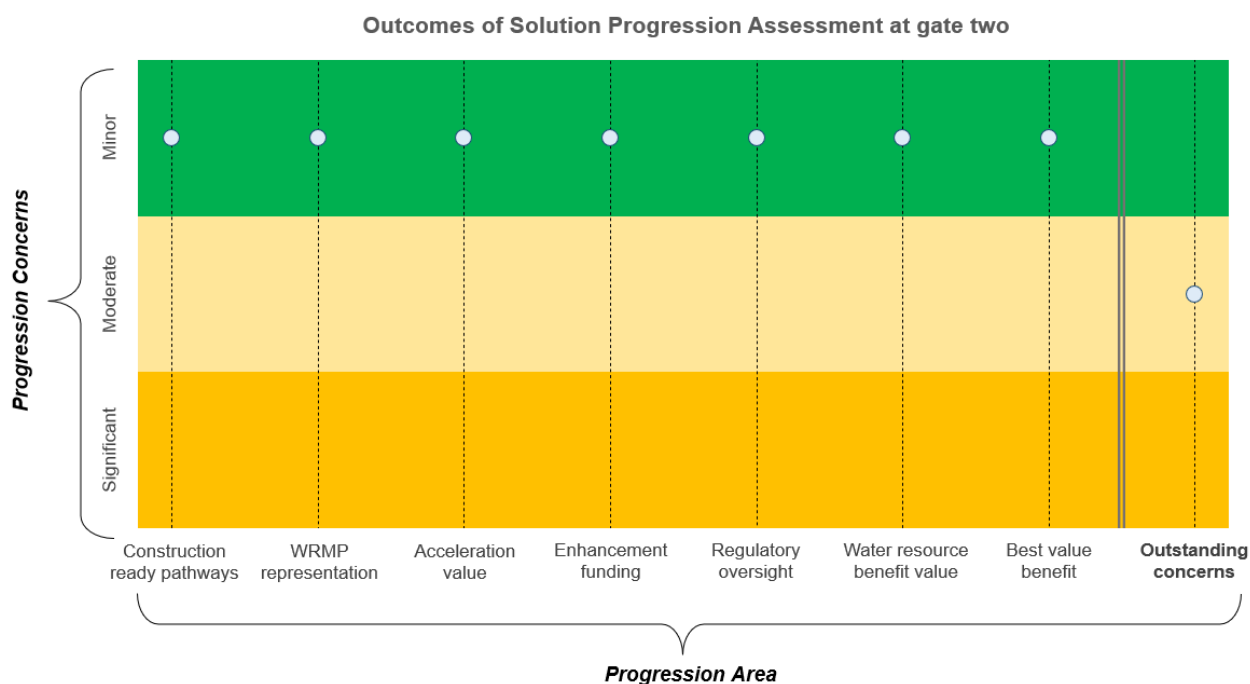 Outcomes of Solution Progression Assessment at gate two
Progression Concerns
Minor
Moderate
Significant
Construction
ready pathways
WRMP
representation
Acceleration
value
Enhancement
funding
Regulatory
oversight
Water resource
benefit value
Best value
benefit
Outstanding
concerns
Progression Area